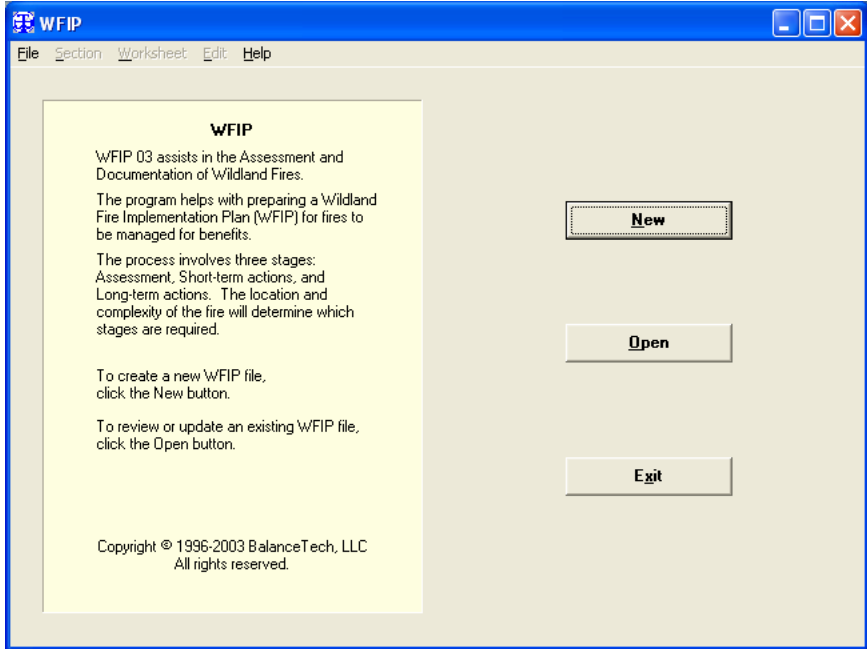 WFIP
File Section Worksheet Edit Help
WFIP
WFIP 03 assists in the Assessment and
Documentation of Wildland Fires.
The program helps with preparing a Wildland
Fire Implementation Plan (WFIP) for fires to
be managed for benefits.
The process involves three stages:
Assessment, Short-term actions, and
Long-term actions. The location and
complexity of the fire will determine which
stages are required.
To create a new WFIP file,
click the New button.
To review or update an existing WFIP file,
click the Open button.
Copyright © 1996-2003 BalanceTech, LLC
All rights reserved.
New
Open
Exit